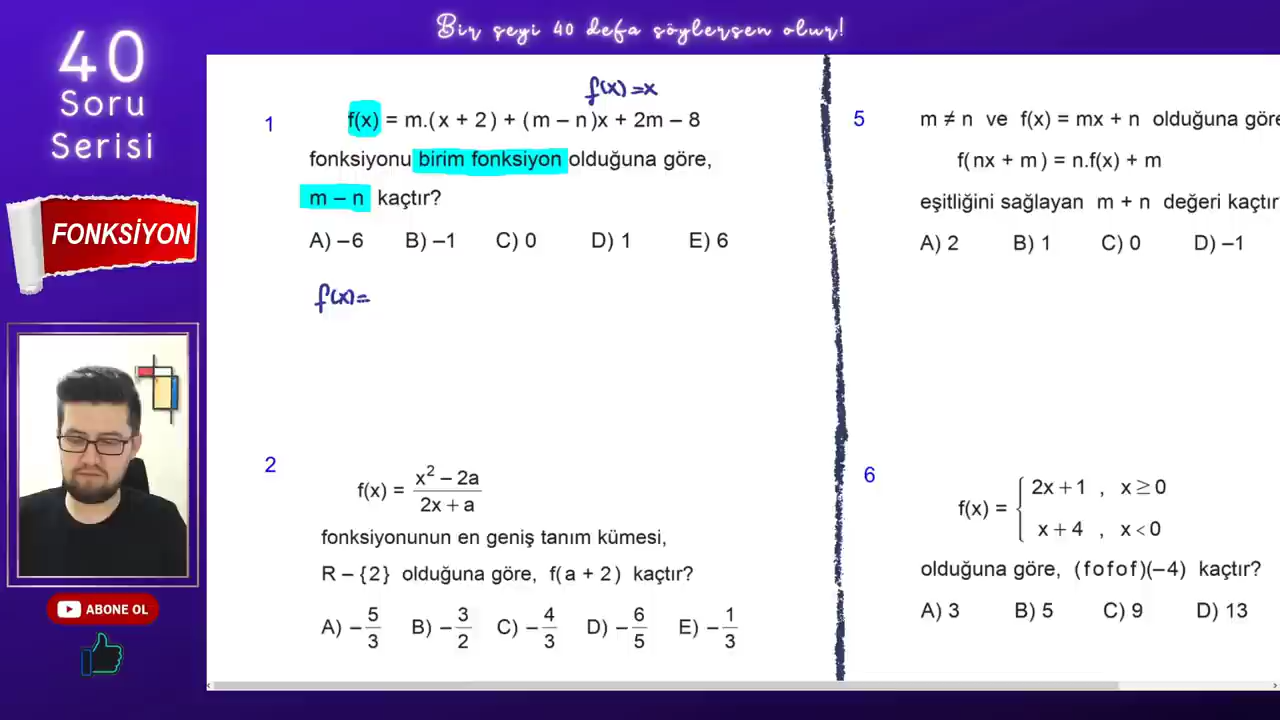 Bir şeyi 40 defa söylersen olur!
40
Soru
Serisi
FONKSİYON
ABONE OL
f(x)=x
1
f(x) = m.(x + 2) + (m – n)x + 2m – 8
fonksiyonu birim fonksiyon olduğuna göre,
m – n kaçtır?
A) –6 B) –1 C) 0 D) 1 E) 6
f(x)=
2
f(x) = (x² – 2a)/(2x + a)
fonksiyonunun en geniş tanım kümesi,
R – {2} olduğuna göre, f(a + 2) kaçtır?
A) –5/3 B) –3/2 C) –4/3 D) –6/5 E) –1/3
5
m ≠ n ve f(x) = mx + n olduğuna göre
f(nx + m) = n.f(x) + m
eşitliğini sağlayan m + n değeri kaçtır
A) 2 B) 1 C) 0 D) –1
6
f(x) = { 2x + 1 , x ≥ 0
x + 4 , x < 0
olduğuna göre, (fofof)(–4) kaçtır?
A) 3 B) 5 C) 9 D) 13